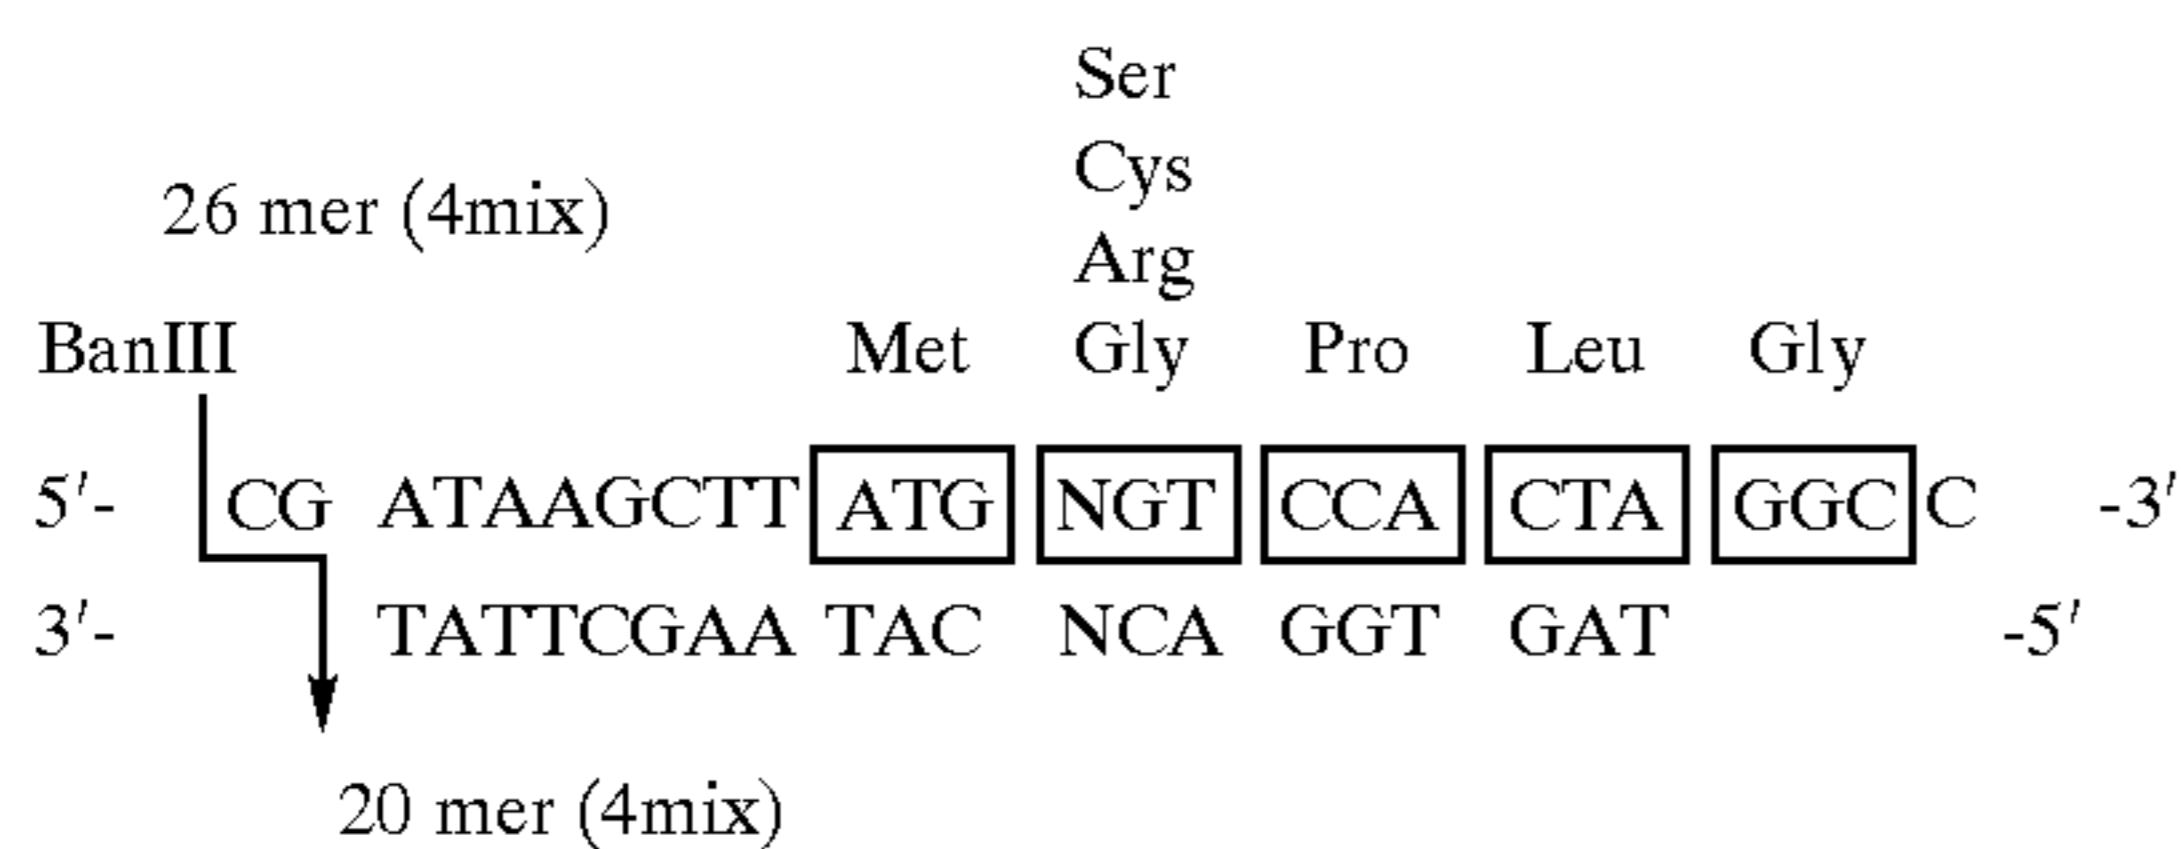 Ser
Cys
26 mer (4mix)
Arg
BanIII Met Gly Pro Leu Gly
5′- CG ATAAGCTT ATG NGT CCA CTA GGC C -3′
3′- TATTCGAA TAC NCA GGT GAT -5′
20 mer (4mix)